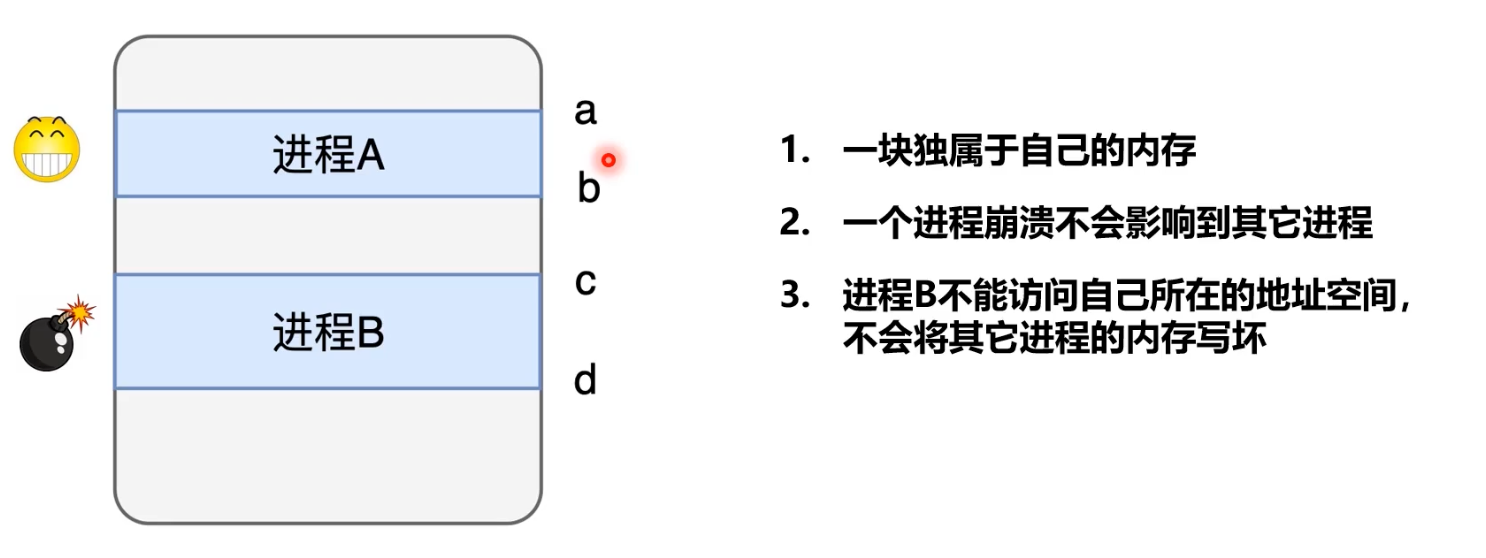 进程A
a
b
进程B
c
d
1. 一块独属于自己的内存
2. 一个进程崩溃不会影响到其它进程
3. 进程B不能访问自己所在的地址空间，
不会将其它进程的内存写坏